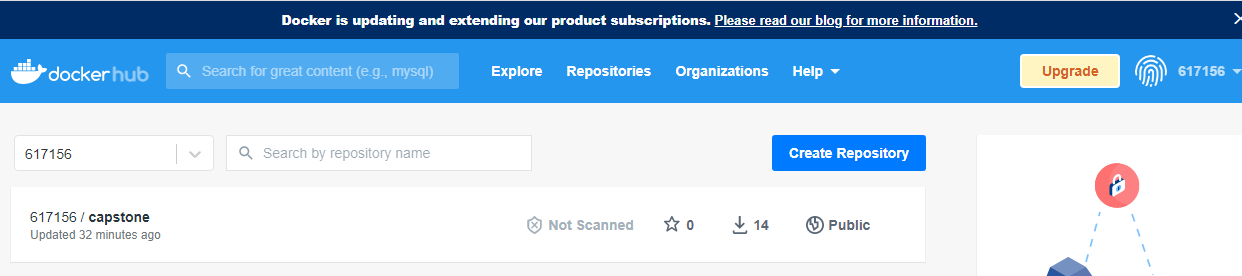 Docker is updating and extending our product subscriptions. Please read our blog for more information.
dockerhub Search for great content (e.g., mysql) Explore Repositories Organizations Help Upgrade 617156
617156 Search by repository name Create Repository
617156 / capstone Not Scanned 0 14 Public
Updated 32 minutes ago